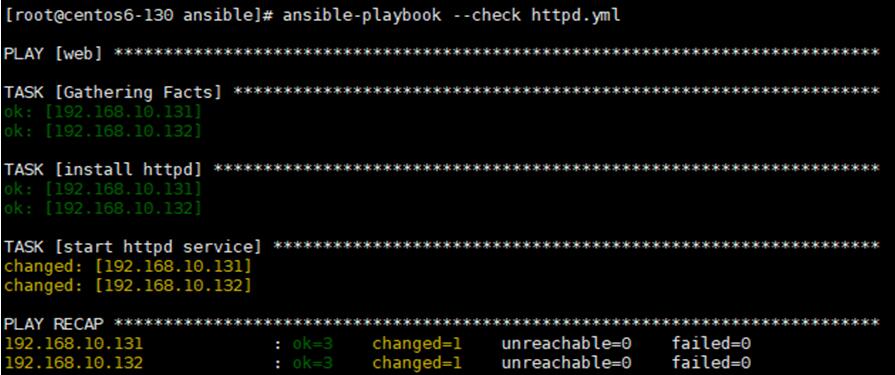 [root@centos6-130 ansible]# ansible-playbook --check httpd.yml
PLAY [web] *****************************************************************************
TASK [Gathering Facts] *****************************************************************
ok: [192.168.10.131]
ok: [192.168.10.132]
TASK [install httpd] *******************************************************************
ok: [192.168.10.131]
ok: [192.168.10.132]
TASK [start httpd service] *************************************************************
changed: [192.168.10.131]
changed: [192.168.10.132]
PLAY RECAP *****************************************************************************
192.168.10.131             : ok=3    changed=1    unreachable=0    failed=0
192.168.10.132             : ok=3    changed=1    unreachable=0    failed=0